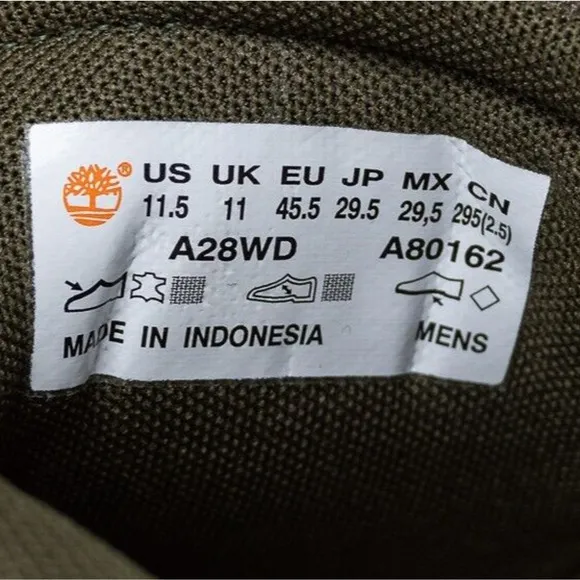 ® US UK EU JP MX CN
11.5 11 45.5 29.5 29,5 295(2.5)
A28WD A80162
MADE IN INDONESIA MENS